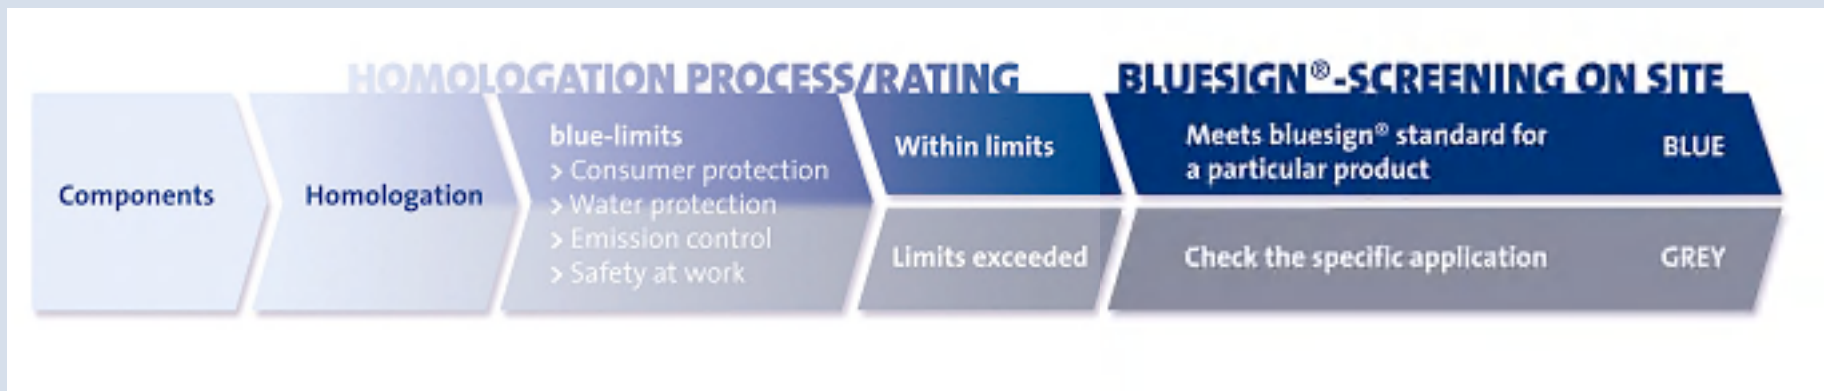 HOMOLOGATION PROCESS/RATING
BLUESIGN®-SCREENING ON SITE
Components
Homologation
blue-limits
> Consumer protection
> Water protection
> Emission control
> Safety at work
Within limits
Limits exceeded
Meets bluesign® standard for
a particular product
BLUE
Check the specific application
GREY